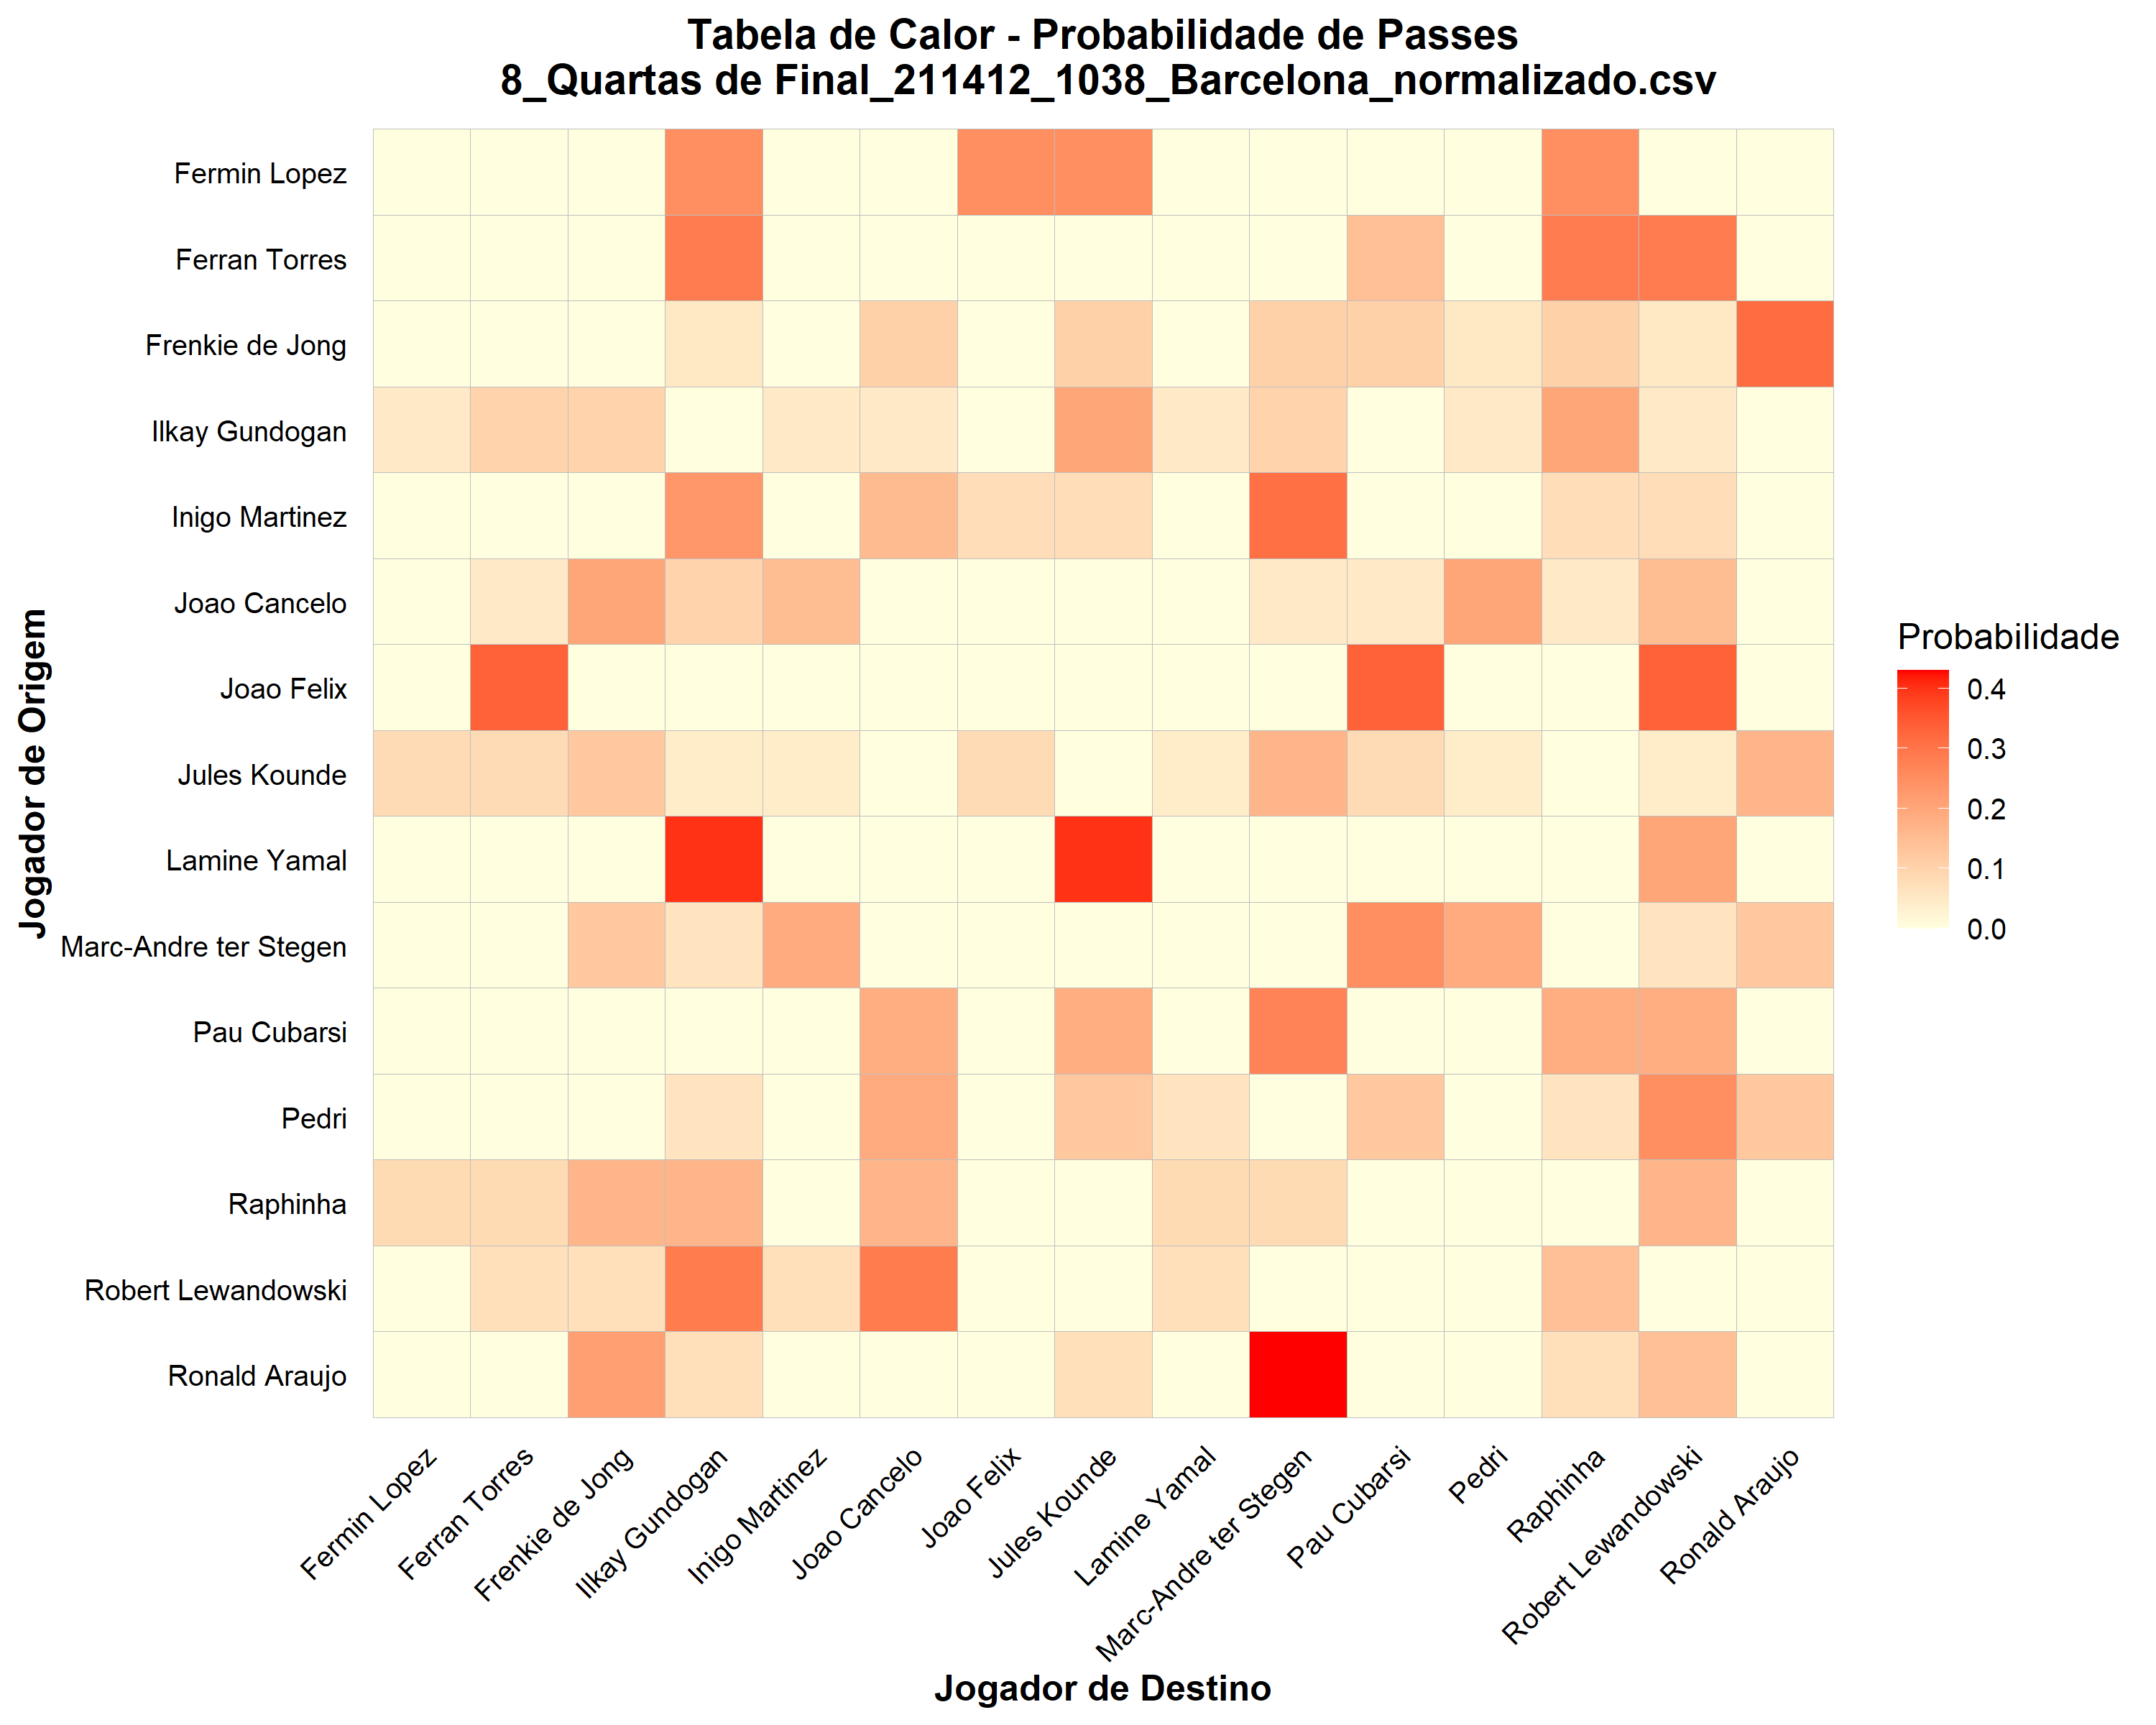 Tabela de Calor - Probabilidade de Passes
8_Quartas de Final_211412_1038_Barcelona_normalizado.csv
Jogador de Origem
Fermin Lopez
Ferran Torres
Frenkie de Jong
Ilkay Gundogan
Inigo Martinez
Joao Cancelo
Joao Felix
Jules Kounde
Lamine Yamal
Marc-Andre ter Stegen
Pau Cubarsi
Pedri
Raphinha
Robert Lewandowski
Ronald Araujo
Fermin Lopez
Ferran Torres
Frenkie de Jong
Ilkay Gundogan
Inigo Martinez
Joao Cancelo
Joao Felix
Jules Kounde
Lamine Yamal
Marc-Andre ter Stegen
Pau Cubarsi
Pedri
Raphinha
Robert Lewandowski
Ronald Araujo
Jogador de Destino
Probabilidade
0.4
0.3
0.2
0.1
0.0